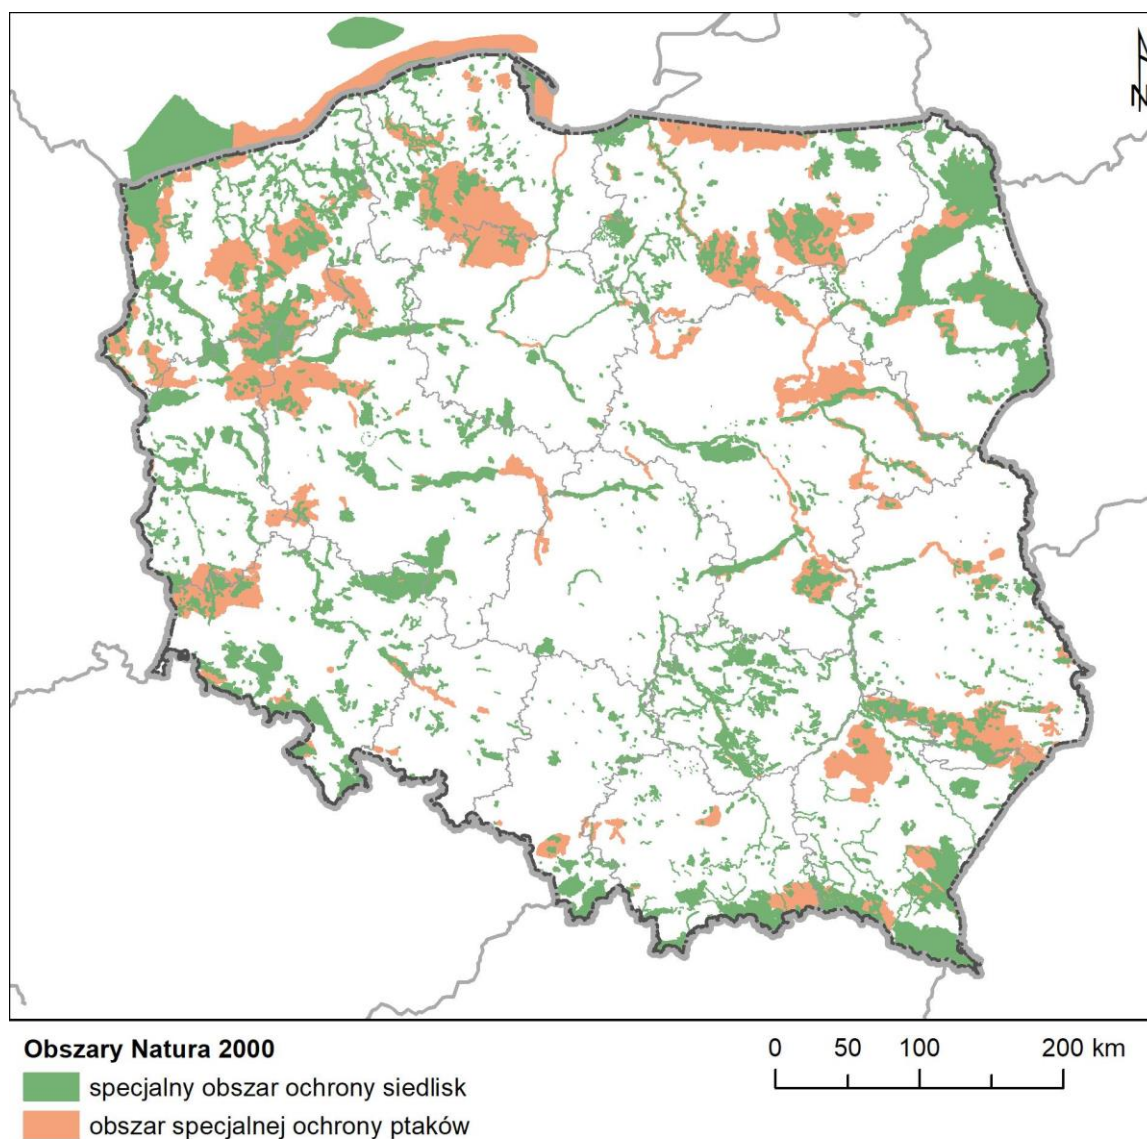 N
Obszary Natura 2000
0 50 100 200 km
specjalny obszar ochrony siedlisk
obszar specjalnej ochrony ptaków